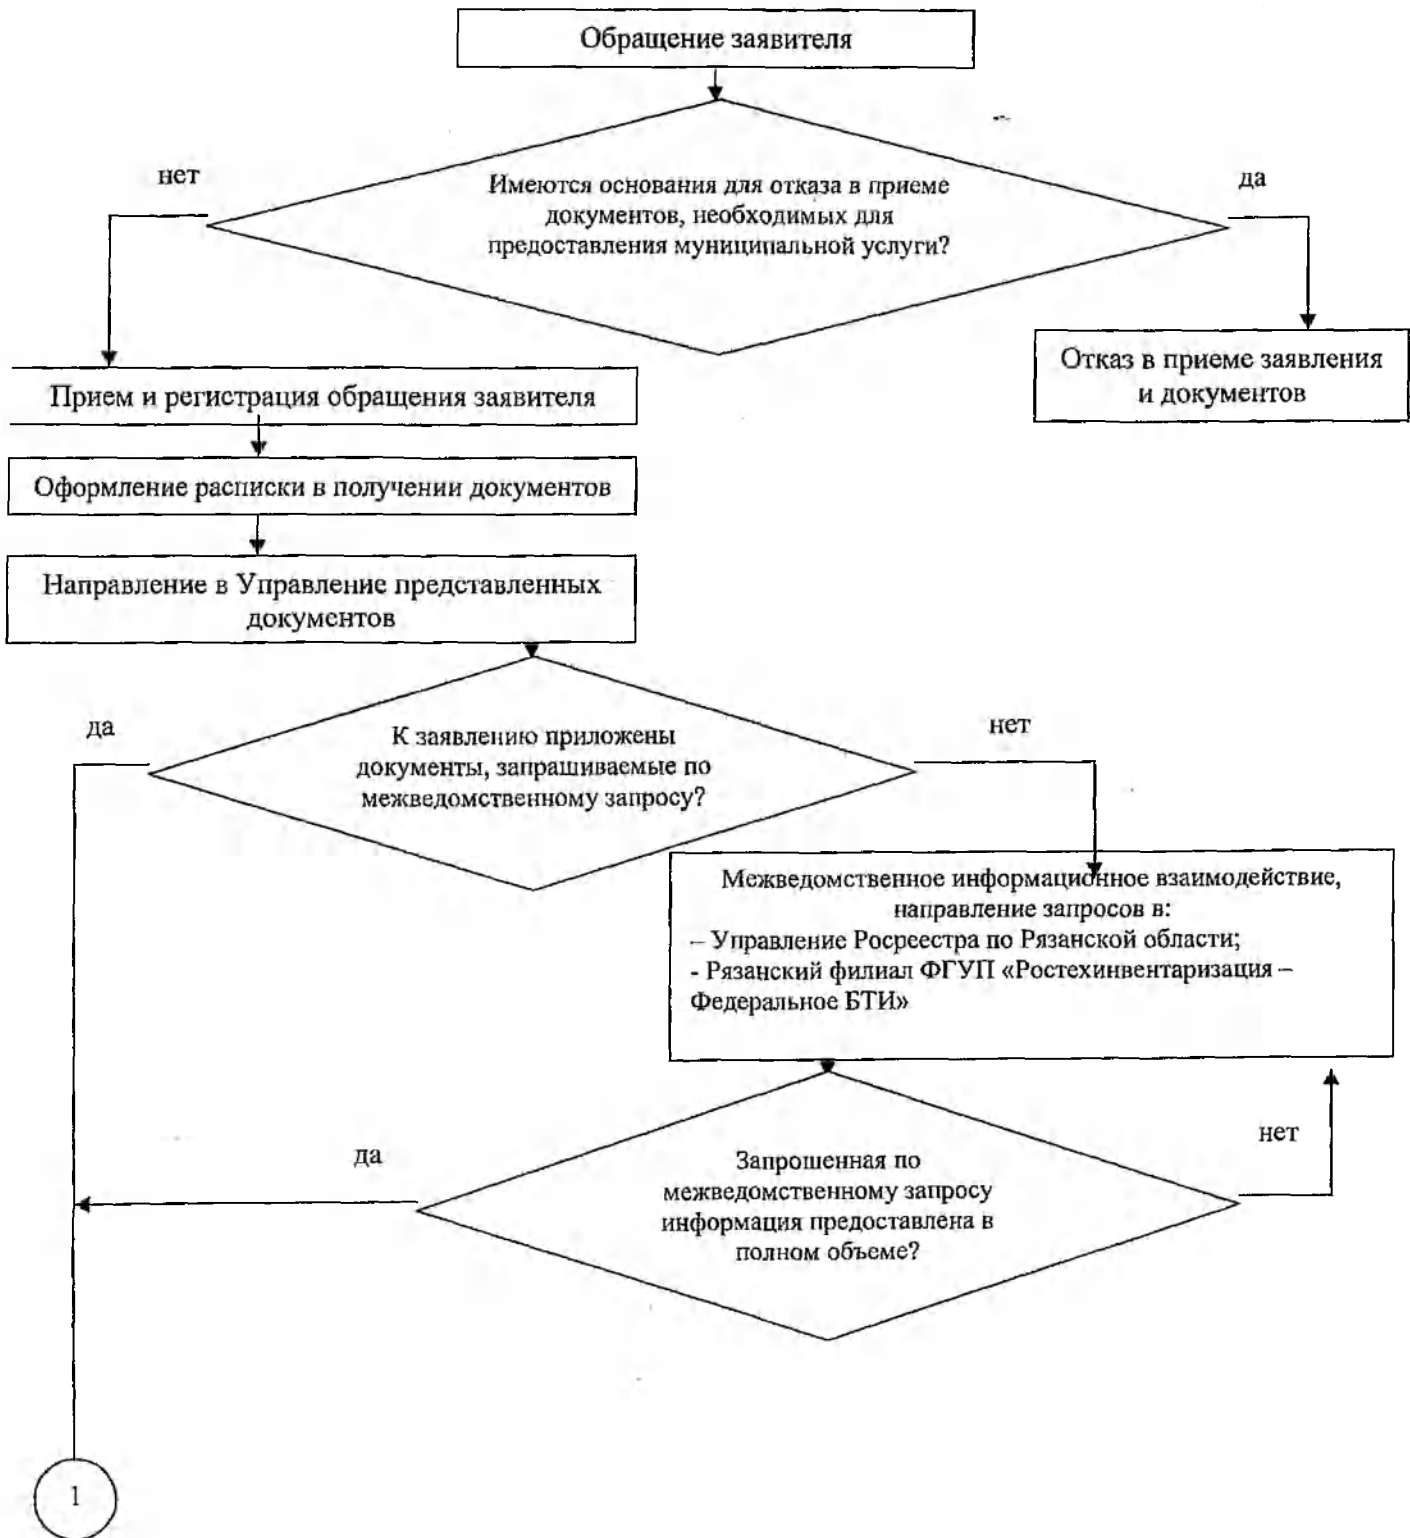 Обращение заявителя
нет
Имеются основания для отказа в приеме
документов, необходимых для
предоставления муниципальной услуги?
да
Отказ в приеме заявления
и документов
Прием и регистрация обращения заявителя
Оформление расписки в получении документов
Направление в Управление представленных
документов
да
К заявлению приложены
документы, запрашиваемые по
межведомственному запросу?
нет
Межведомственное информационное взаимодействие,
направление запросов в:
– Управление Росреестра по Рязанской области;
- Рязанский филиал ФГУП «Ростехинвентаризация –
Федеральное БТИ»
да
Запрошенная по
межведомственному запросу
информация предоставлена в
полном объеме?
нет
1